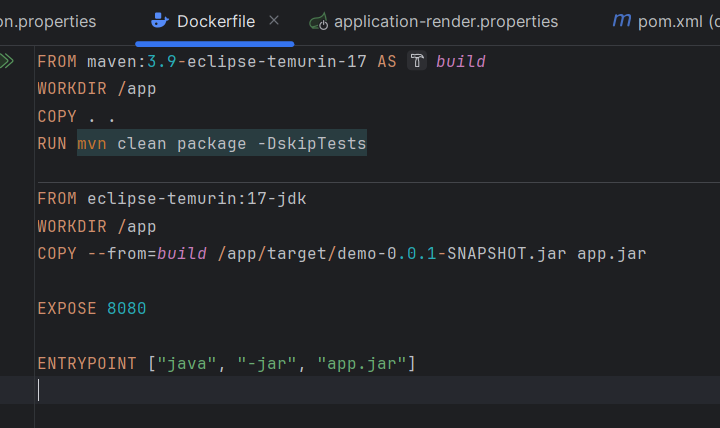 on.properties Dockerfile application-render.properties pom.xml (
FROM maven:3.9-eclipse-temurin-17 AS build
WORKDIR /app
COPY . .
RUN mvn clean package -DskipTests
FROM eclipse-temurin:17-jdk
WORKDIR /app
COPY --from=build /app/target/demo-0.0.1-SNAPSHOT.jar app.jar
EXPOSE 8080
ENTRYPOINT ["java", "-jar", "app.jar"]